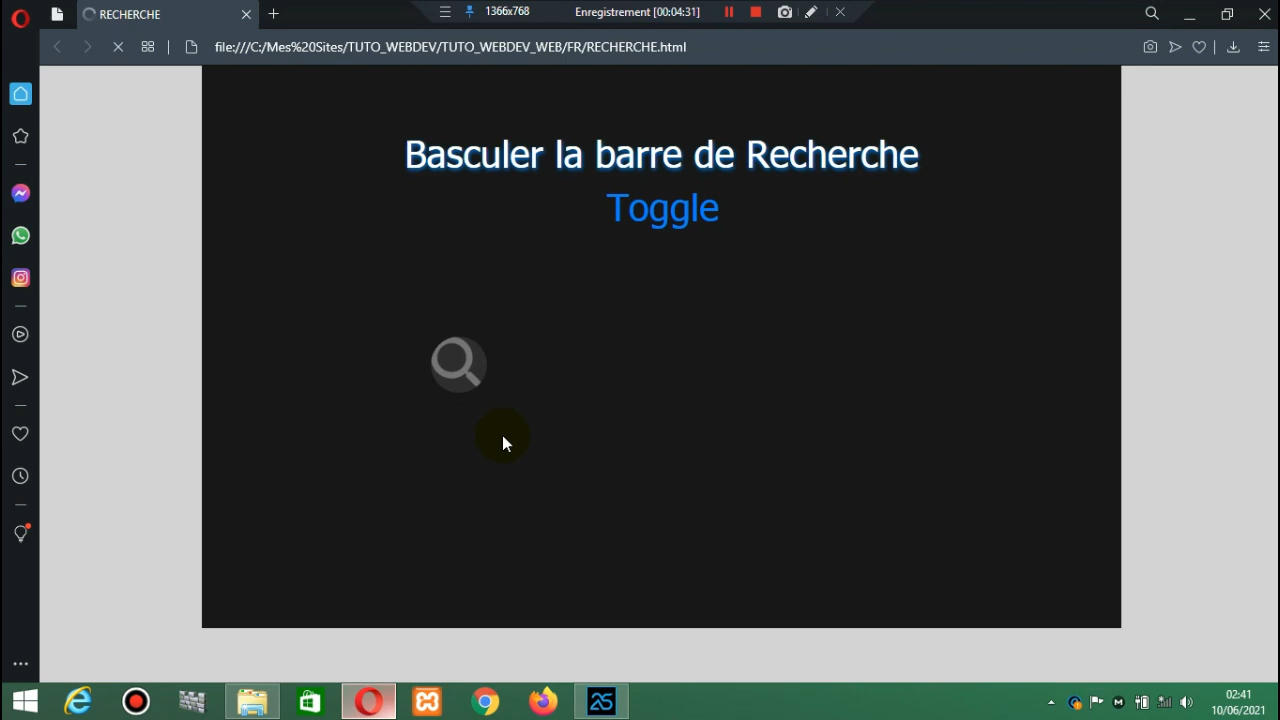 RECHERCHE
1366x768
Enregistrement [00:04:31]
file:///C:/Mes%20Sites/TUTO_WEBDEV/TUTO_WEBDEV_WEB/FR/RECHERCHE.html
Basculer la barre de Recherche
Toggle
25
02:41
10/06/2021